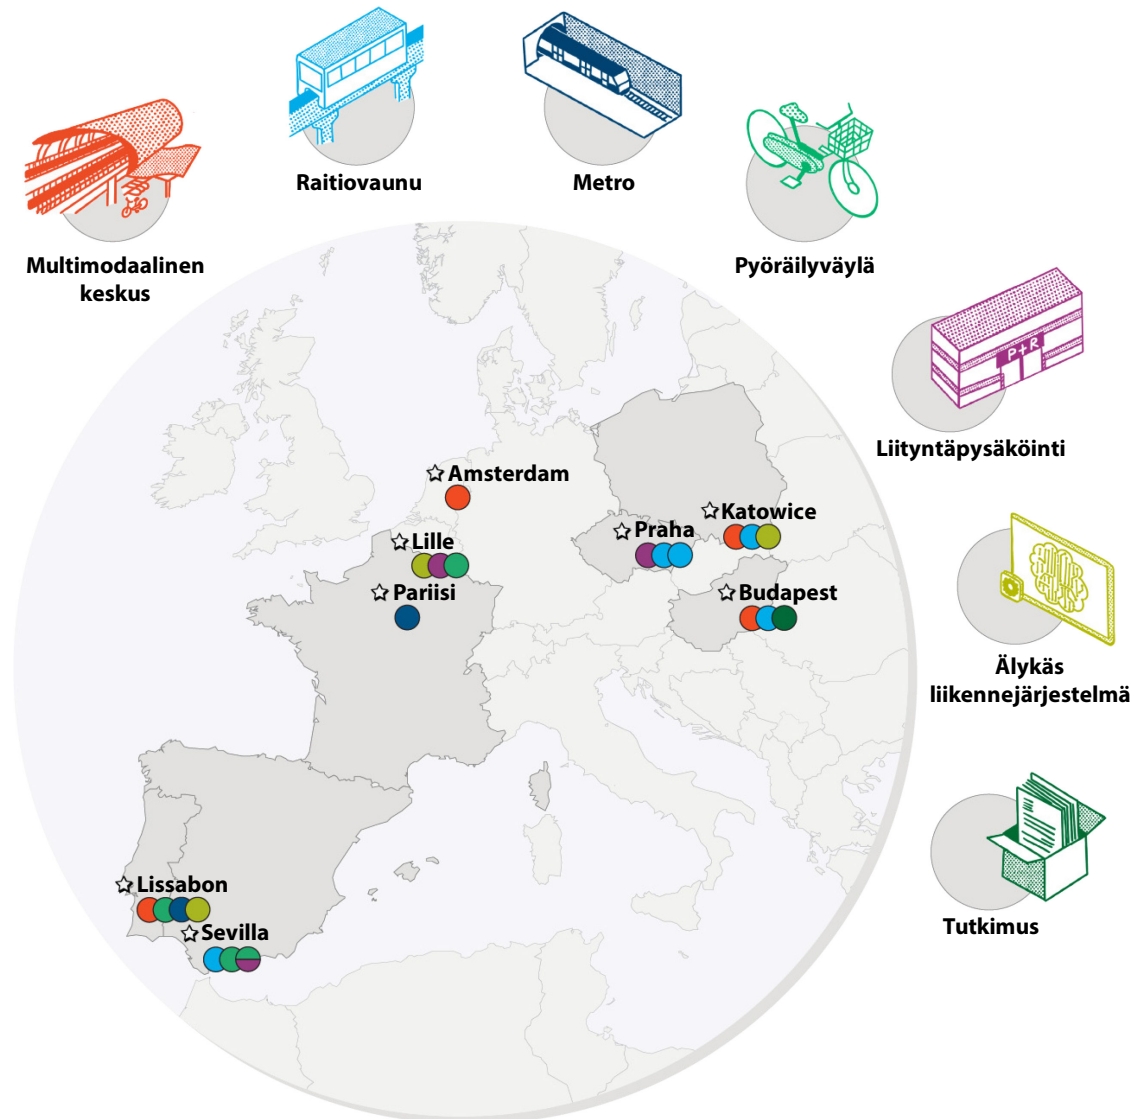 Raitiovaunu
Metro
Multimodaalinen
keskus
Pyöräilyväylä
P+R
Liityntäpysäköinti
Amsterdam
Katowice
Praha
Lille
Pariisi
Budapest
Älykäs
liikennejärjestelmä
Lissabon
Sevilla
Tutkimus